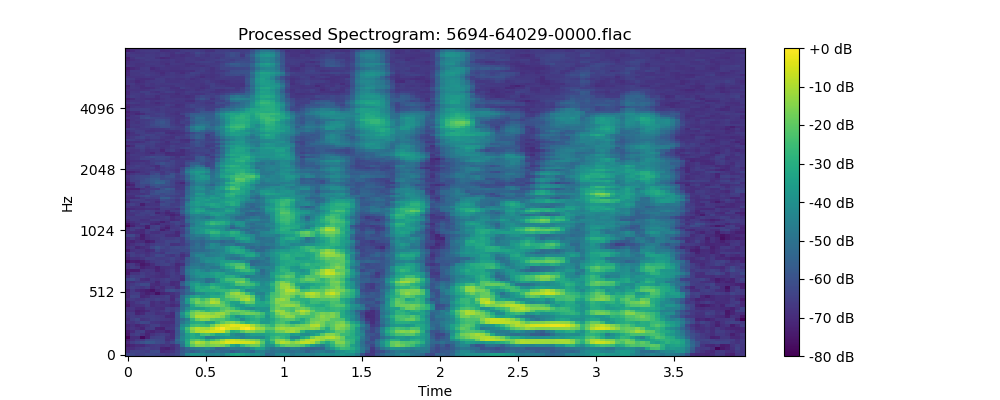 Processed Spectrogram: 5694-64029-0000.flac
Hz
4096
2048
1024
512
0
0 0.5 1 1.5 2 2.5 3 3.5
Time
+0 dB
-10 dB
-20 dB
-30 dB
-40 dB
-50 dB
-60 dB
-70 dB
-80 dB